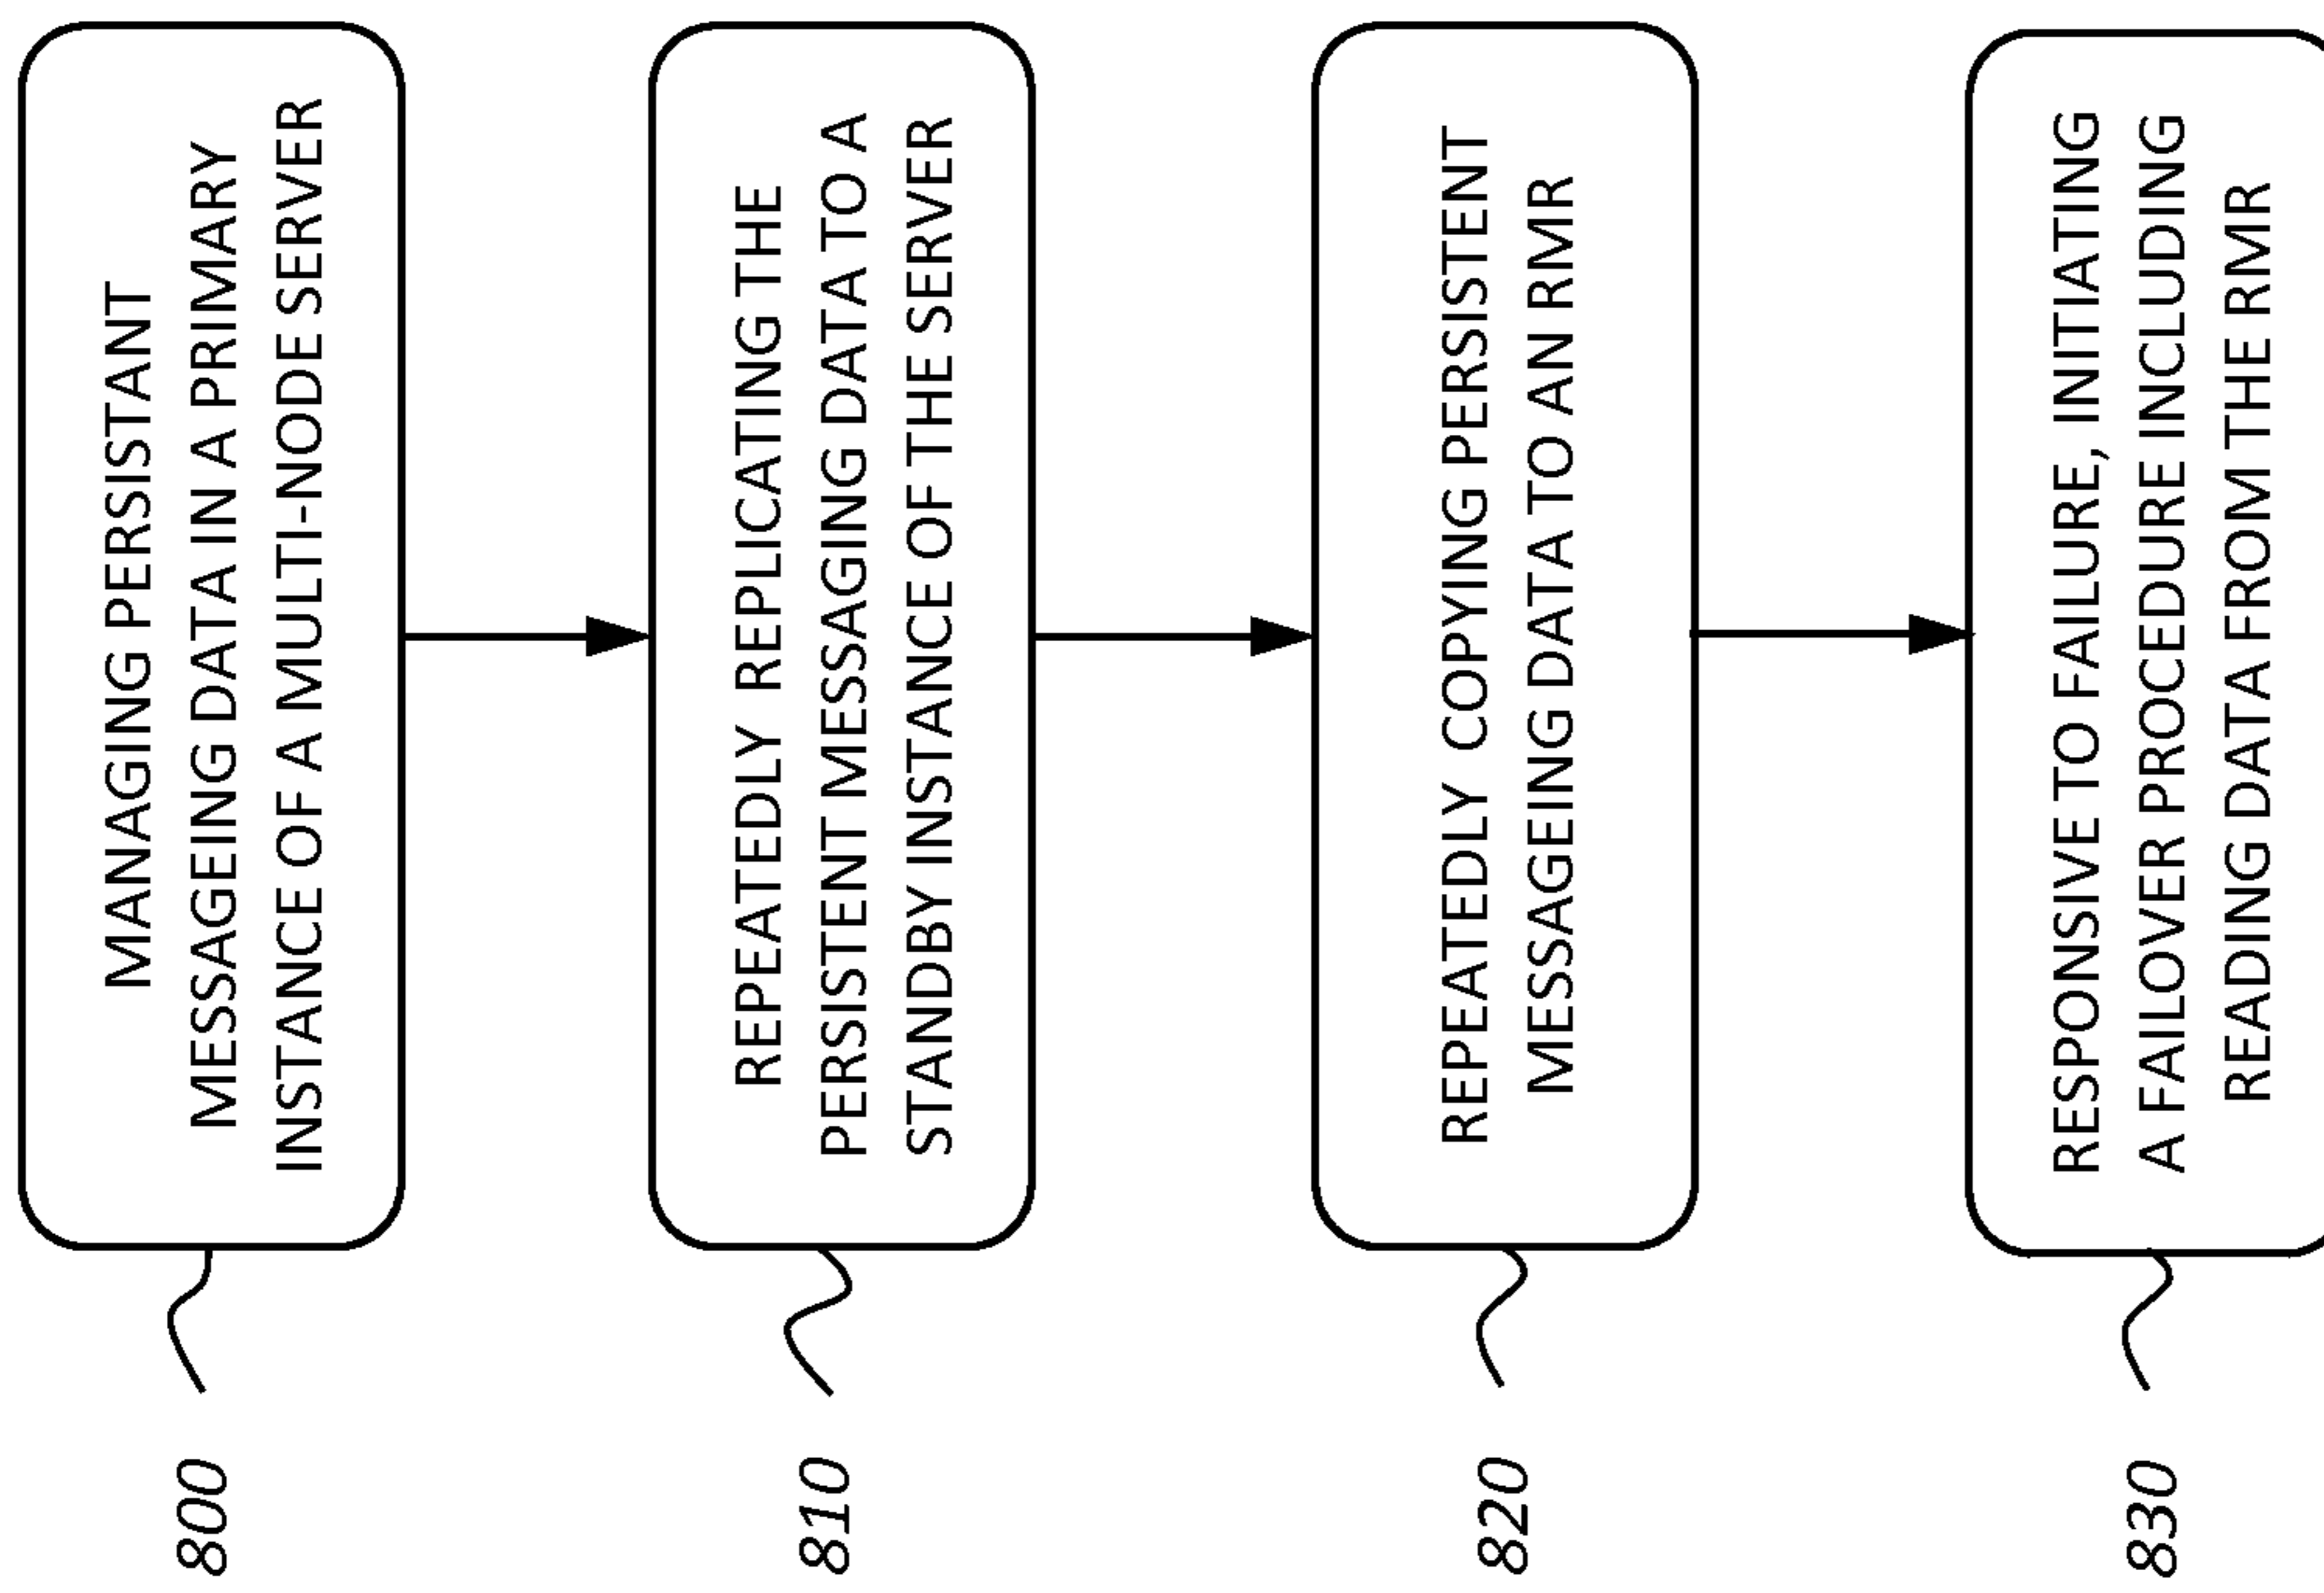 800
MANAGING PERSISTANT
MESSAGEING DATA IN A PRIMARY
INSTANCE OF A MULTI-NODE SERVER
810
REPEATEDLY REPLICATING THE
PERSISTENT MESSAGING DATA TO A
STANDBY INSTANCE OF THE SERVER
820
REPEATEDLY COPYING PERSISTENT
MESSAGEING DATA TO AN RMR
830
RESPONSIVE TO FAILURE, INITIATING
A FAILOVER PROCEDURE INCLUDING
READING DATA FROM THE RMR